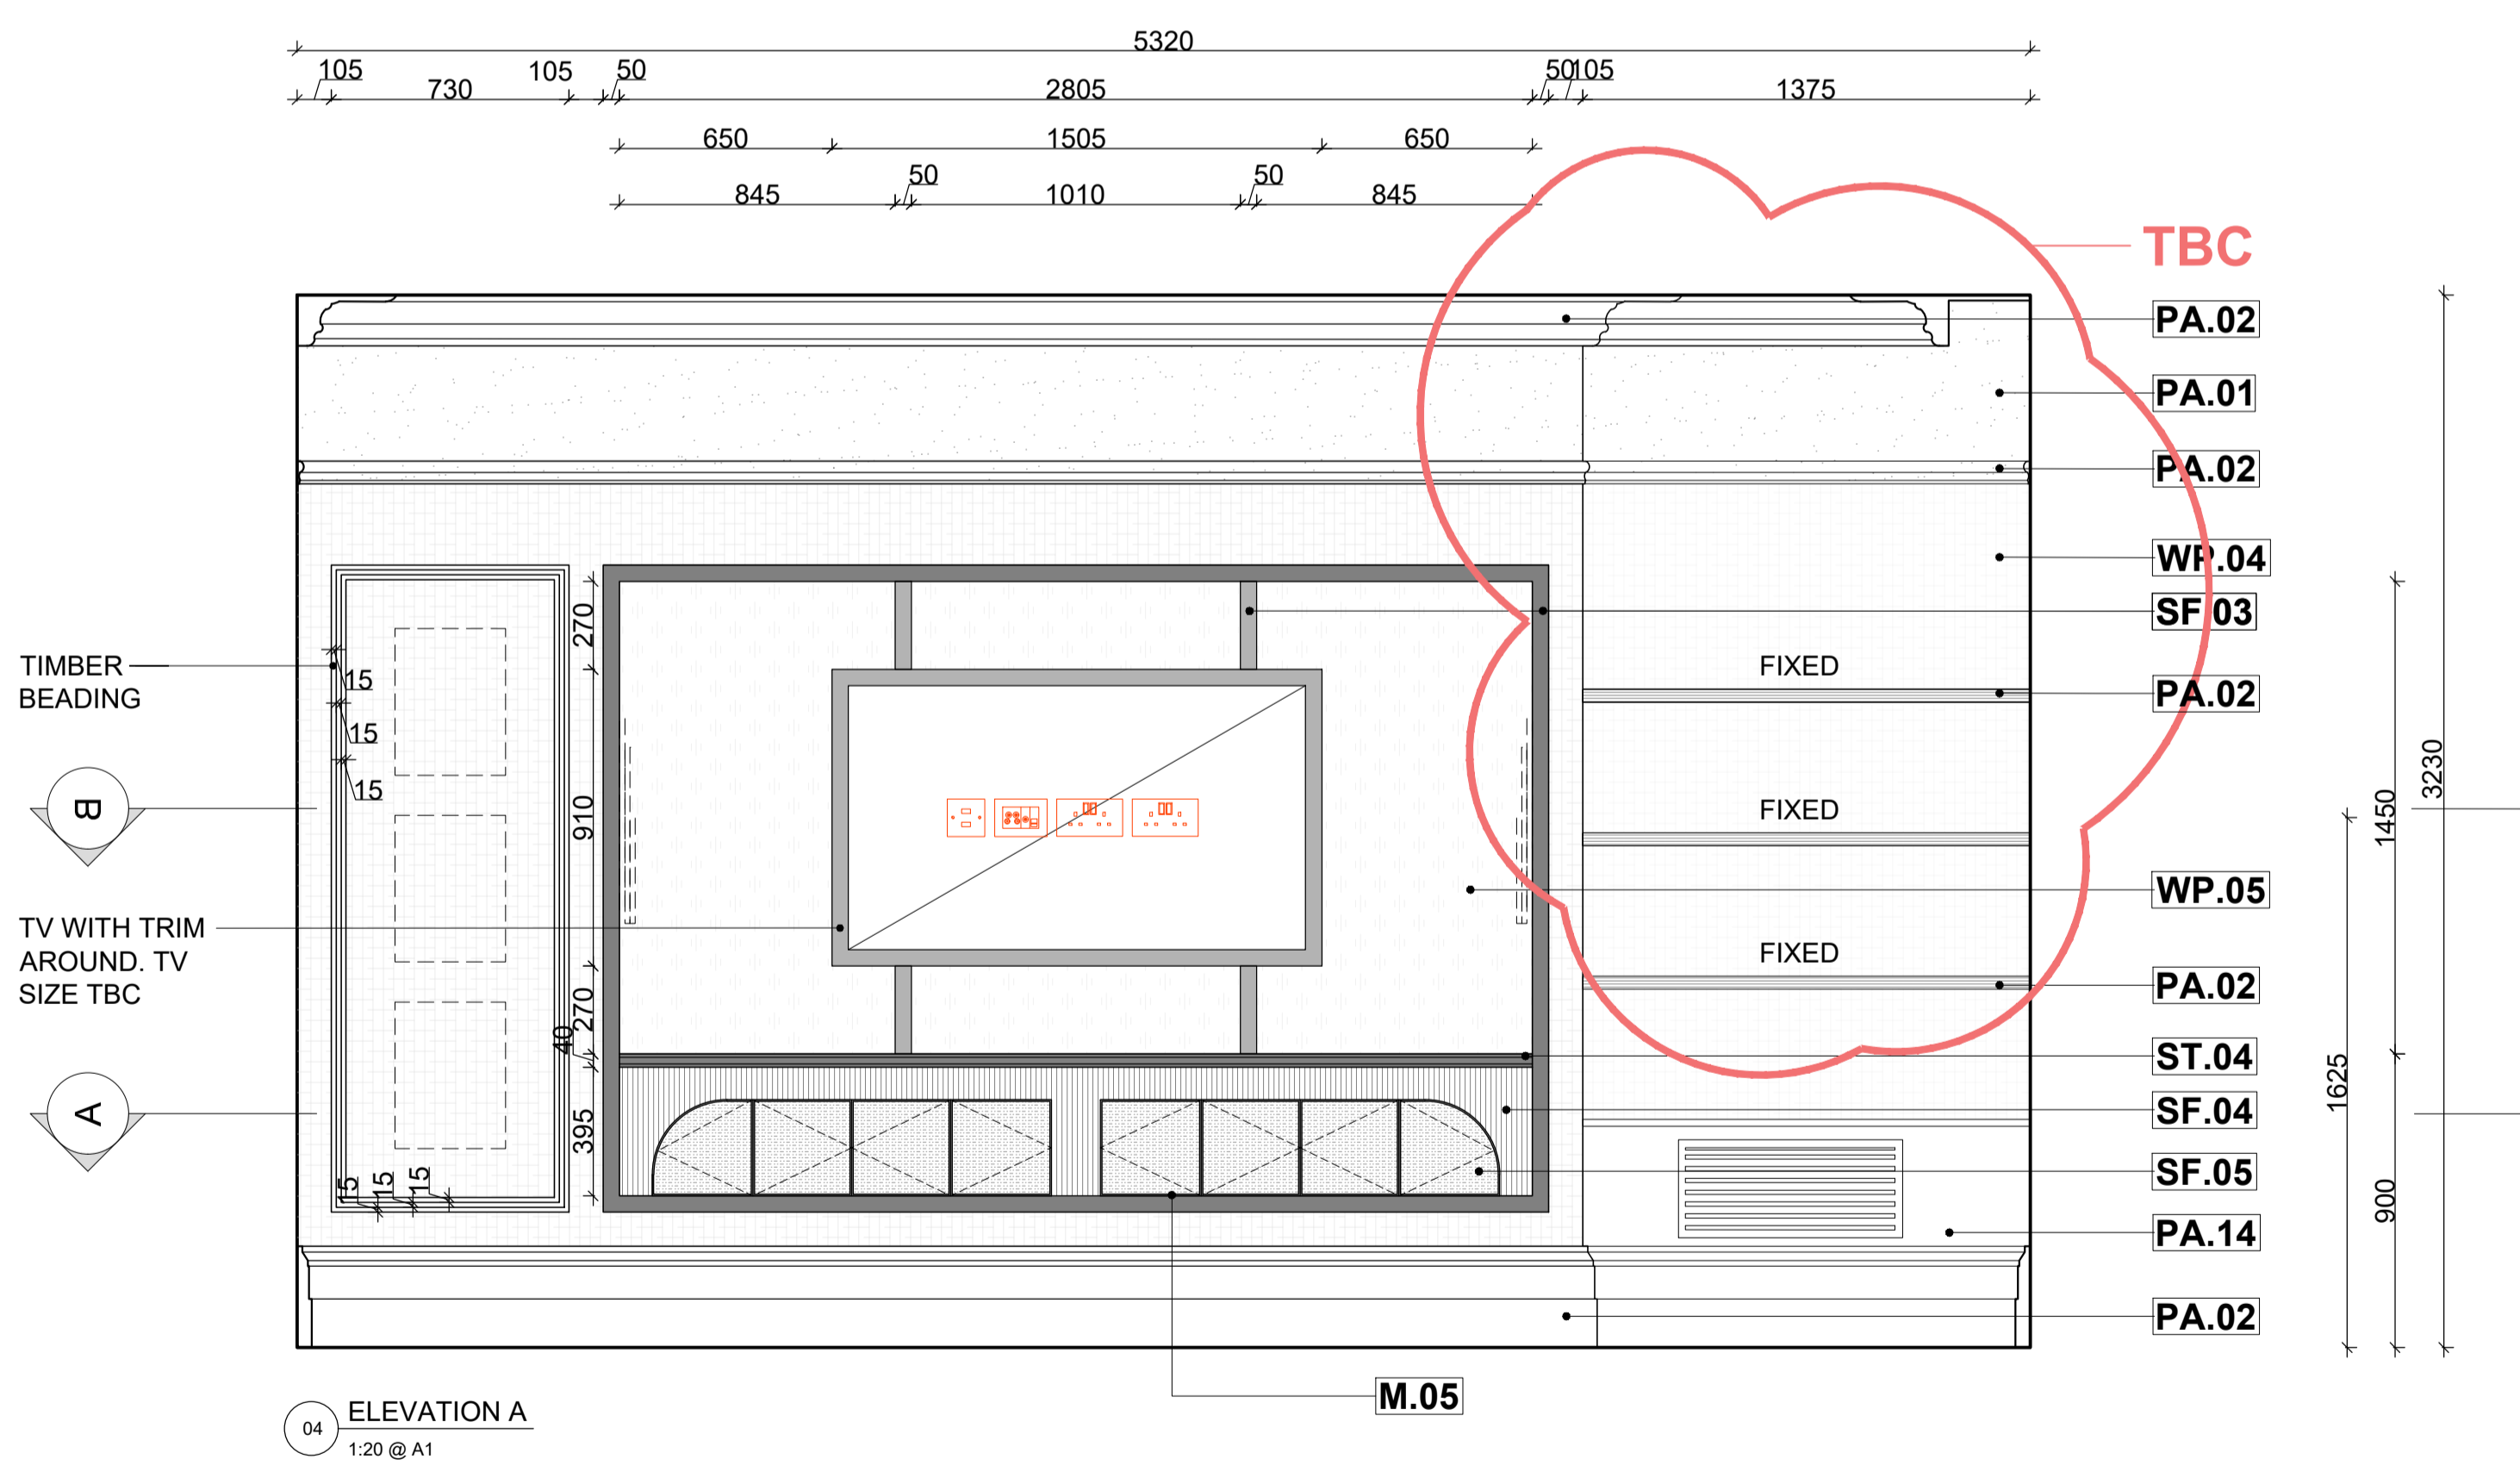 5320
105
730
105
50
2805
50
105
1375
650
1505
650
845
50
1010
50
845
TBC
PA.02
PA.01
PA.02
WP.04
SF.03
FIXED
PA.02
TIMBER
BEADING
15
15
15
270
910
270
40
395
B
FIXED
3230
1450
1625
900
WP.05
TV WITH TRIM
AROUND. TV
SIZE TBC
FIXED
PA.02
ST.04
A
SF.04
SF.05
15
15
15
PA.14
PA.02
M.05
04
ELEVATION A
1:20 @ A1